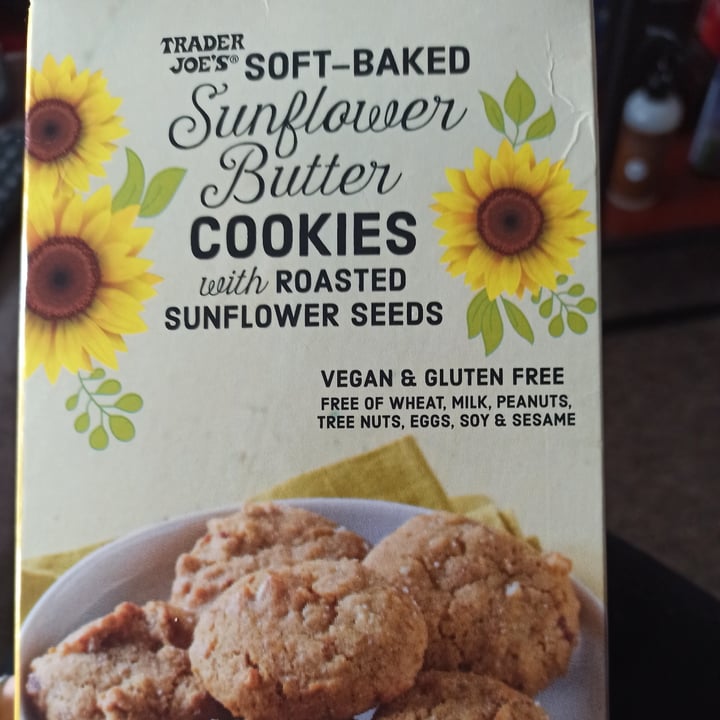 TRADER
JOE'S® SOFT-BAKED
Sunflower
Butter
COOKIES
with ROASTED
SUNFLOWER SEEDS
VEGAN & GLUTEN FREE
FREE OF WHEAT, MILK, PEANUTS,
TREE NUTS, EGGS, SOY & SESAME